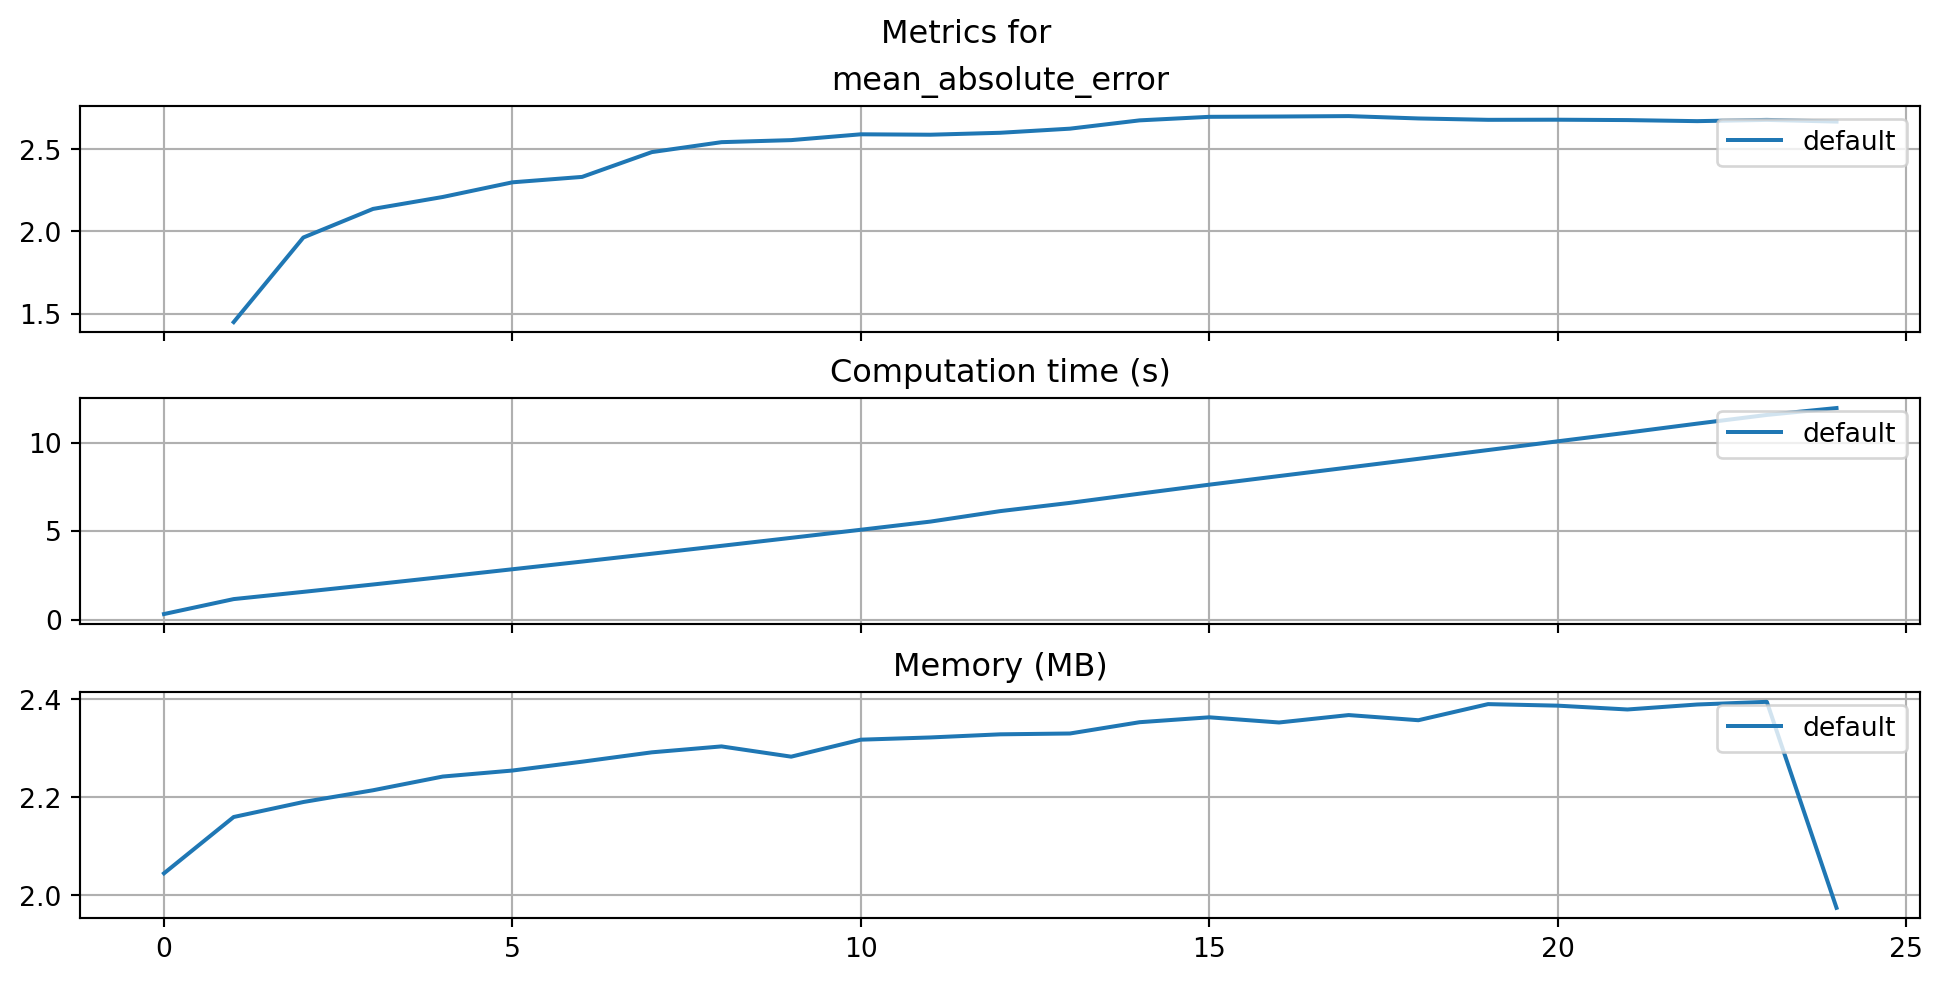 Metrics for
mean_absolute_error
2.5
2.0
1.5
default
Computation time (s)
10
5
0
default
Memory (MB)
2.4
2.2
2.0
default
0 5 10 15 20 25